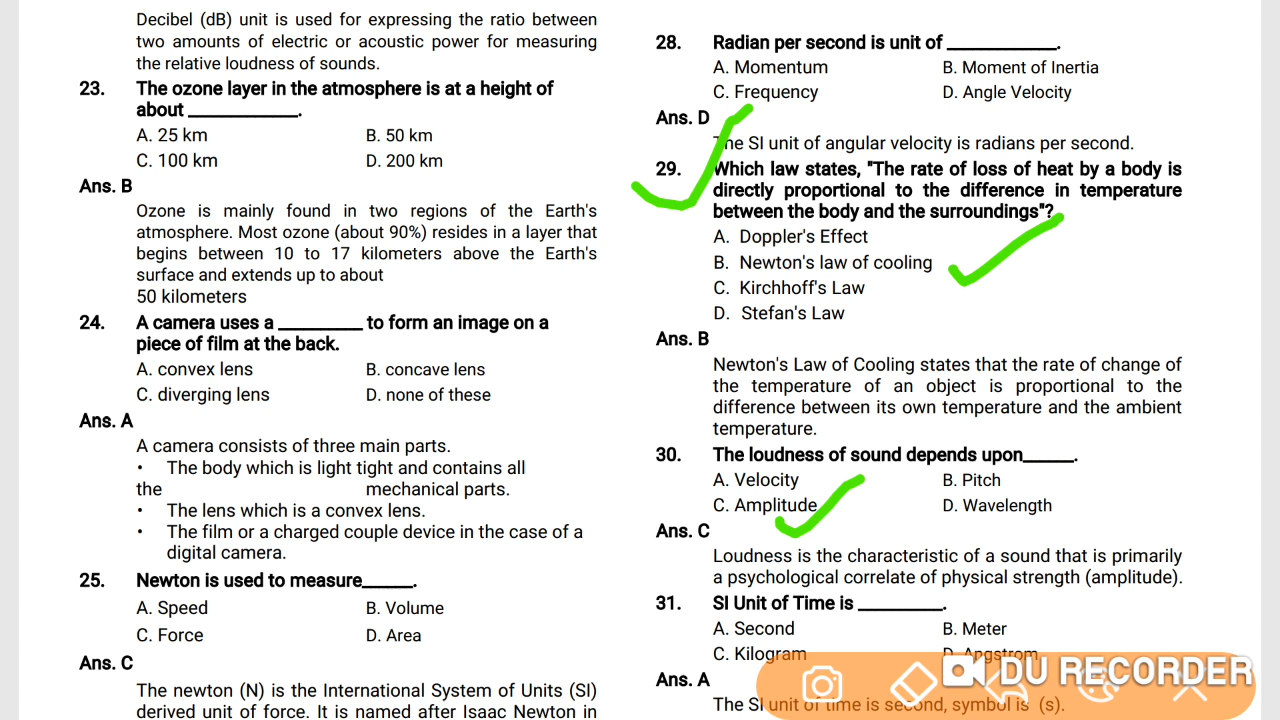 Decibel (dB) unit is used for expressing the ratio between
two amounts of electric or acoustic power for measuring
the relative loudness of sounds.
23. The ozone layer in the atmosphere is at a height of
about ____________.
A. 25 km B. 50 km
C. 100 km D. 200 km
Ans. B
Ozone is mainly found in two regions of the Earth's
atmosphere. Most ozone (about 90%) resides in a layer that
begins between 10 to 17 kilometers above the Earth's
surface and extends up to about
50 kilometers
24. A camera uses a _________ to form an image on a
piece of film at the back.
A. convex lens B. concave lens
C. diverging lens D. none of these
Ans. A
A camera consists of three main parts.
• The body which is light tight and contains all
the mechanical parts.
• The lens which is a convex lens.
• The film or a charged couple device in the case of a
digital camera.
25. Newton is used to measure______.
A. Speed B. Volume
C. Force D. Area
Ans. C
The newton (N) is the International System of Units (SI)
derived unit of force. It is named after Isaac Newton in
28. Radian per second is unit of ____________.
A. Momentum B. Moment of Inertia
C. Frequency D. Angle Velocity
Ans. D
The SI unit of angular velocity is radians per second.
29. Which law states, "The rate of loss of heat by a body is
directly proportional to the difference in temperature
between the body and the surroundings"?
A. Doppler's Effect
B. Newton's law of cooling
C. Kirchhoff's Law
D. Stefan's Law
Ans. B
Newton's Law of Cooling states that the rate of change of
the temperature of an object is proportional to the
difference between its own temperature and the ambient
temperature.
30. The loudness of sound depends upon______.
A. Velocity B. Pitch
C. Amplitude D. Wavelength
Ans. C
Loudness is the characteristic of a sound that is primarily
a psychological correlate of physical strength (amplitude).
31. SI Unit of Time is _________.
A. Second B. Meter
C. Kilogram D. Angstrom
DU RECORDER
Ans. A
The SI unit of time is second, symbol is (s).